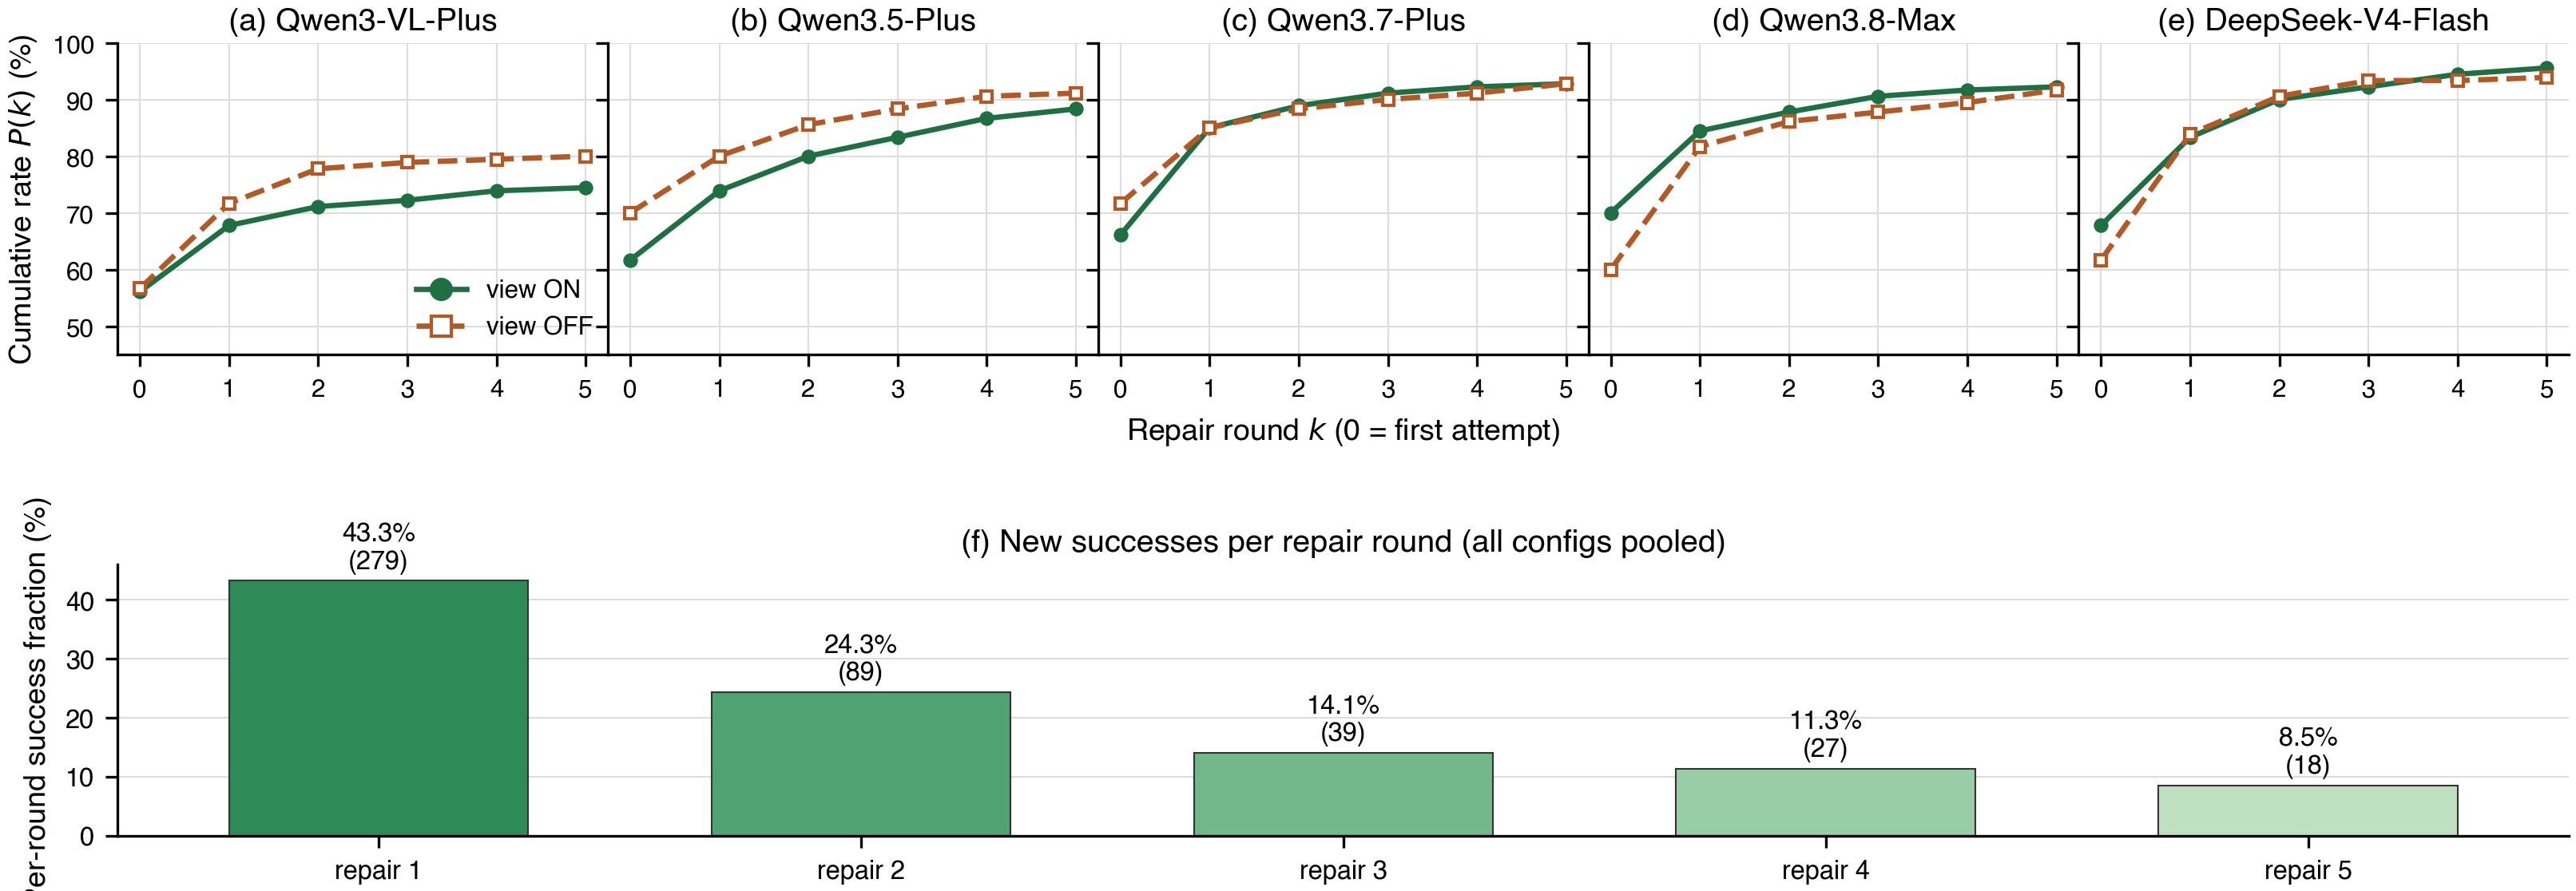 (a) Qwen3-VL-Plus
(b) Qwen3.5-Plus
(c) Qwen3.7-Plus
(d) Qwen3.8-Max
(e) DeepSeek-V4-Flash
Cumulative rate P(k) (%)
100
90
80
70
60
50
view ON
view OFF
0 1 2 3 4 5
0 1 2 3 4 5
0 1 2 3 4 5
0 1 2 3 4 5
0 1 2 3 4 5
Repair round k (0 = first attempt)
(f) New successes per repair round (all configs pooled)
Per-round success fraction (%)
40
30
20
10
0
43.3%
(279)
24.3%
(89)
14.1%
(39)
11.3%
(27)
8.5%
(18)
repair 1
repair 2
repair 3
repair 4
repair 5